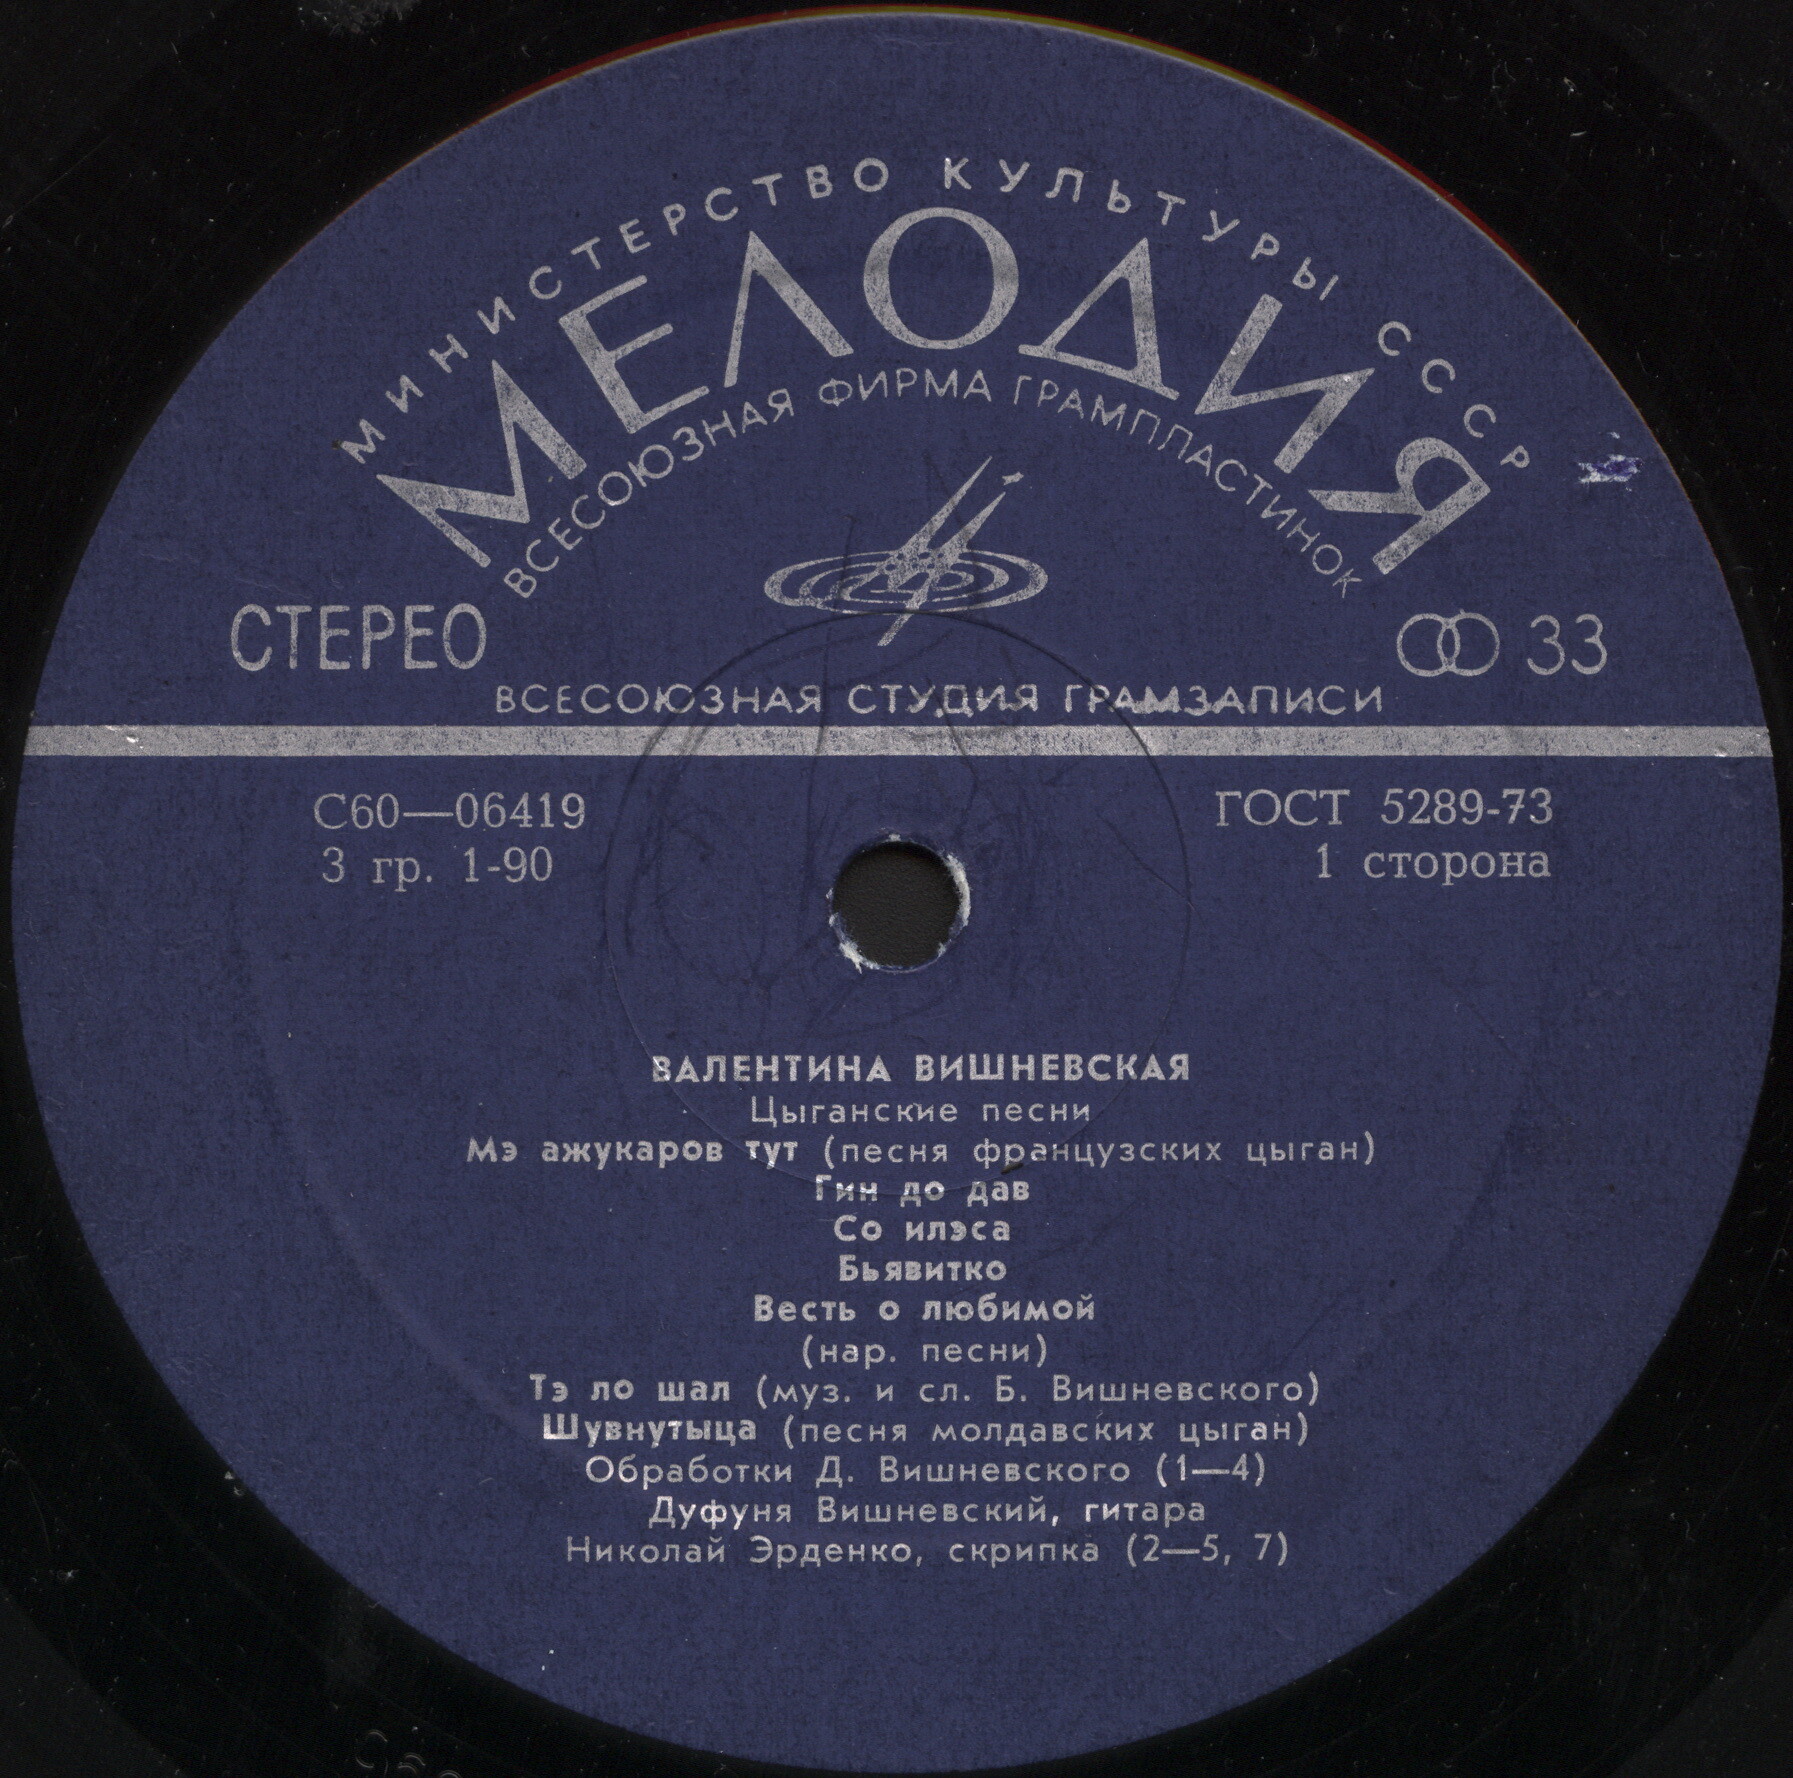 МИНИСТЕРСТВО КУЛЬТУРЫ СССР
МЕЛОДИЯ
ВСЕСОЮЗНАЯ ФИРМА ГРАМПЛАСТИНОК
СТЕРЕО
33
ВСЕСОЮЗНАЯ СТУДИЯ ГРАМЗАПИСИ
С60—06419
ГОСТ 5289-73
3 гр. 1-90
1 сторона
ВАЛЕНТИНА ВИШНЕВСКАЯ
Цыганские песни
Мэ ажукаров тут (песня французских цыган)
Гин до дав
Со илэса
Бьявитко
Весть о любимой
(нар. песни)
Тэ ло шал (муз. и сл. Б. Вишневского)
Шувнутыца (песня молдавских цыган)
Обработки Д. Вишневского (1—4)
Дуфуня Вишневский, гитара
Николай Эрденко, скрипка (2—5, 7)